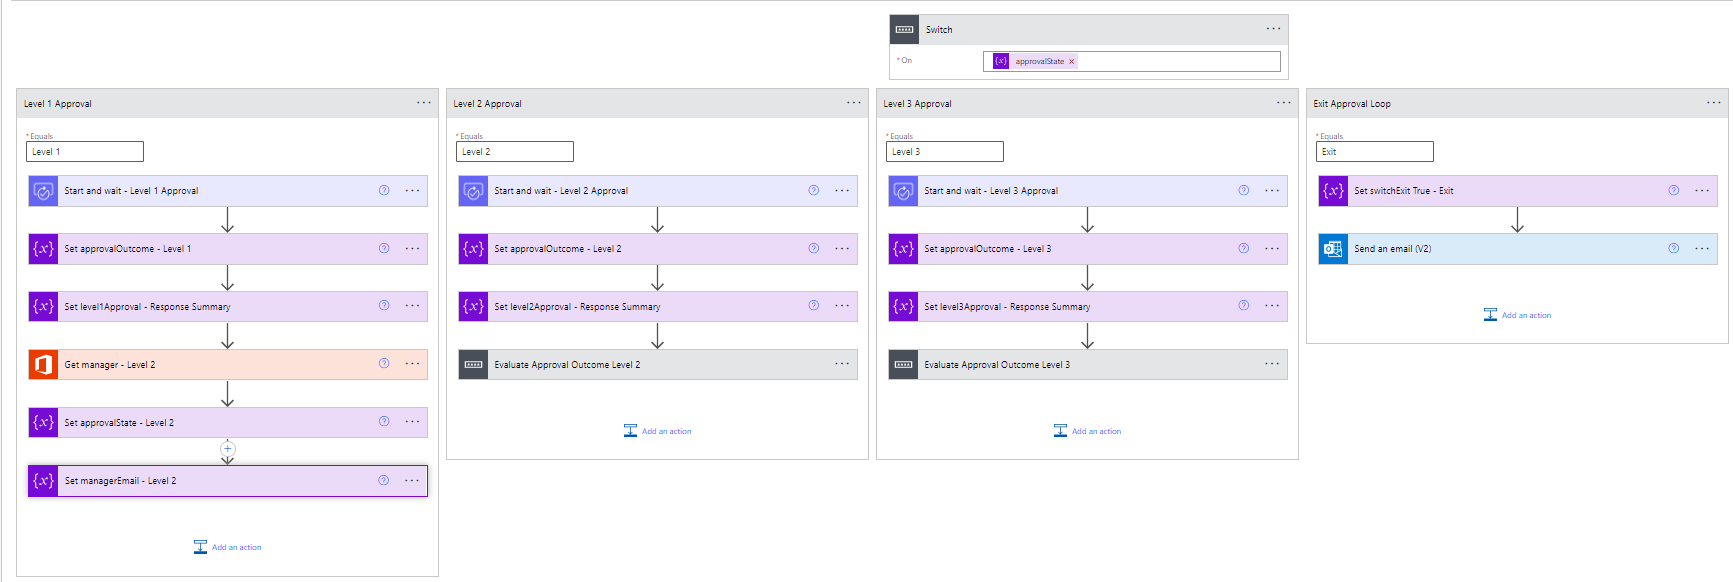 Switch
* On
{x} approvalState ×
Level 1 Approval
* Equals
Level 1
Start and wait - Level 1 Approval
{x} Set approvalOutcome - Level 1
{x} Set level1Approval - Response Summary
Get manager - Level 2
{x} Set approvalState - Level 2
{x} Set managerEmail - Level 2
Add an action
Level 2 Approval
* Equals
Level 2
Start and wait - Level 2 Approval
{x} Set approvalOutcome - Level 2
{x} Set level2Approval - Response Summary
Evaluate Approval Outcome Level 2
Add an action
Level 3 Approval
* Equals
Level 3
Start and wait - Level 3 Approval
{x} Set approvalOutcome - Level 3
{x} Set level3Approval - Response Summary
Evaluate Approval Outcome Level 3
Add an action
Exit Approval Loop
* Equals
Exit
{x} Set switchExit True - Exit
Send an email (V2)
Add an action